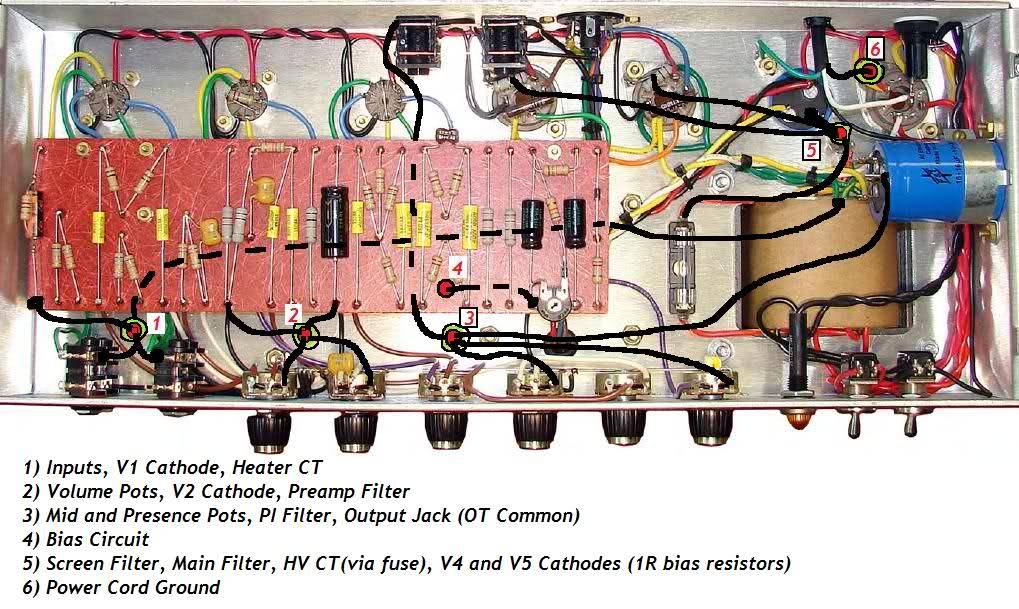 6
5
4
1
2
3
1) Inputs, V1 Cathode, Heater CT
2) Volume Pots, V2 Cathode, Preamp Filter
3) Mid and Presence Pots, PI Filter, Output Jack (OT Common)
4) Bias Circuit
5) Screen Filter, Main Filter, HV CT(via fuse), V4 and V5 Cathodes (1R bias resistors)
6) Power Cord Ground